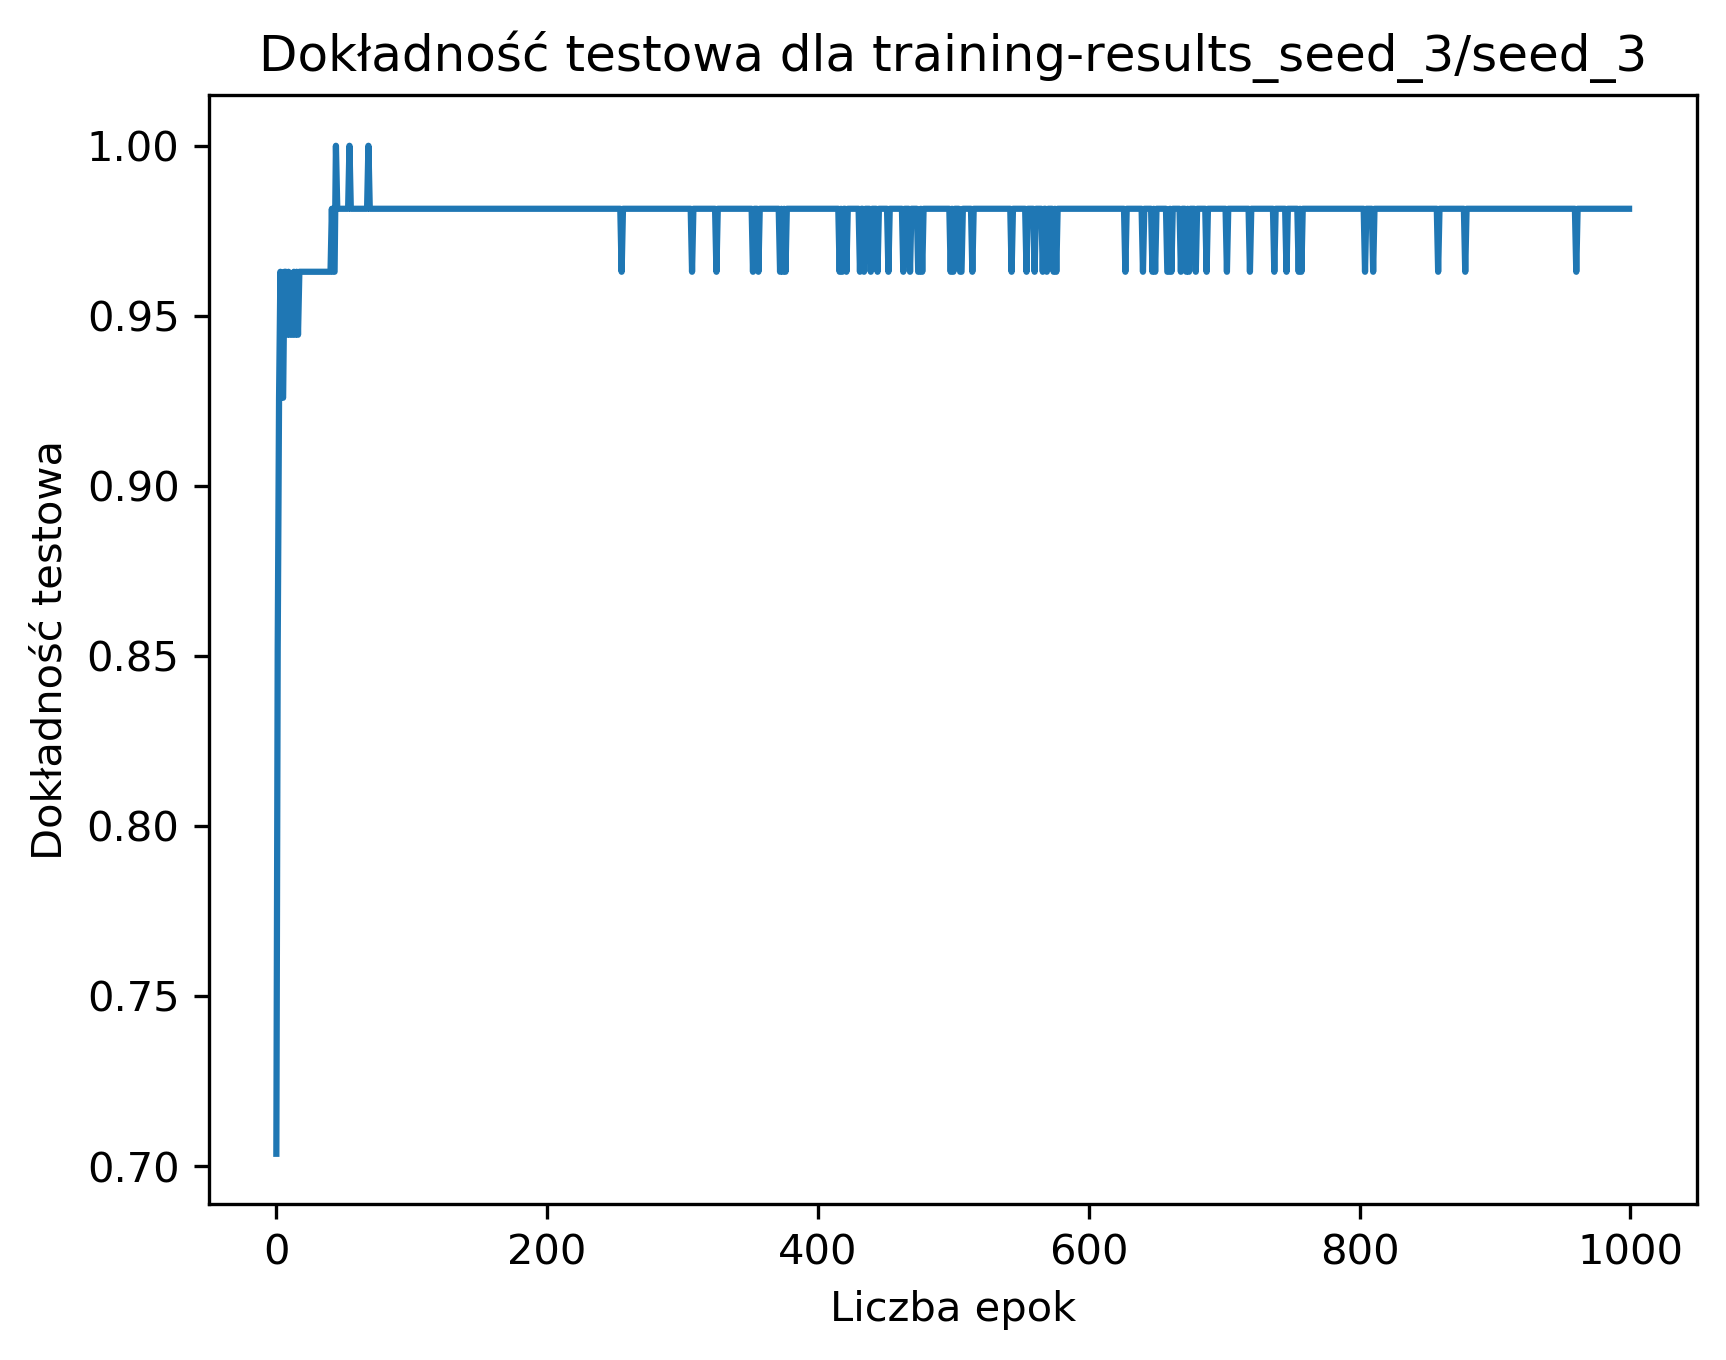 Dokładność testowa dla training-results_seed_3/seed_3
1.00
0.95
0.90
0.85
0.80
0.75
0.70
Dokładność testowa
0 200 400 600 800 1000
Liczba epok